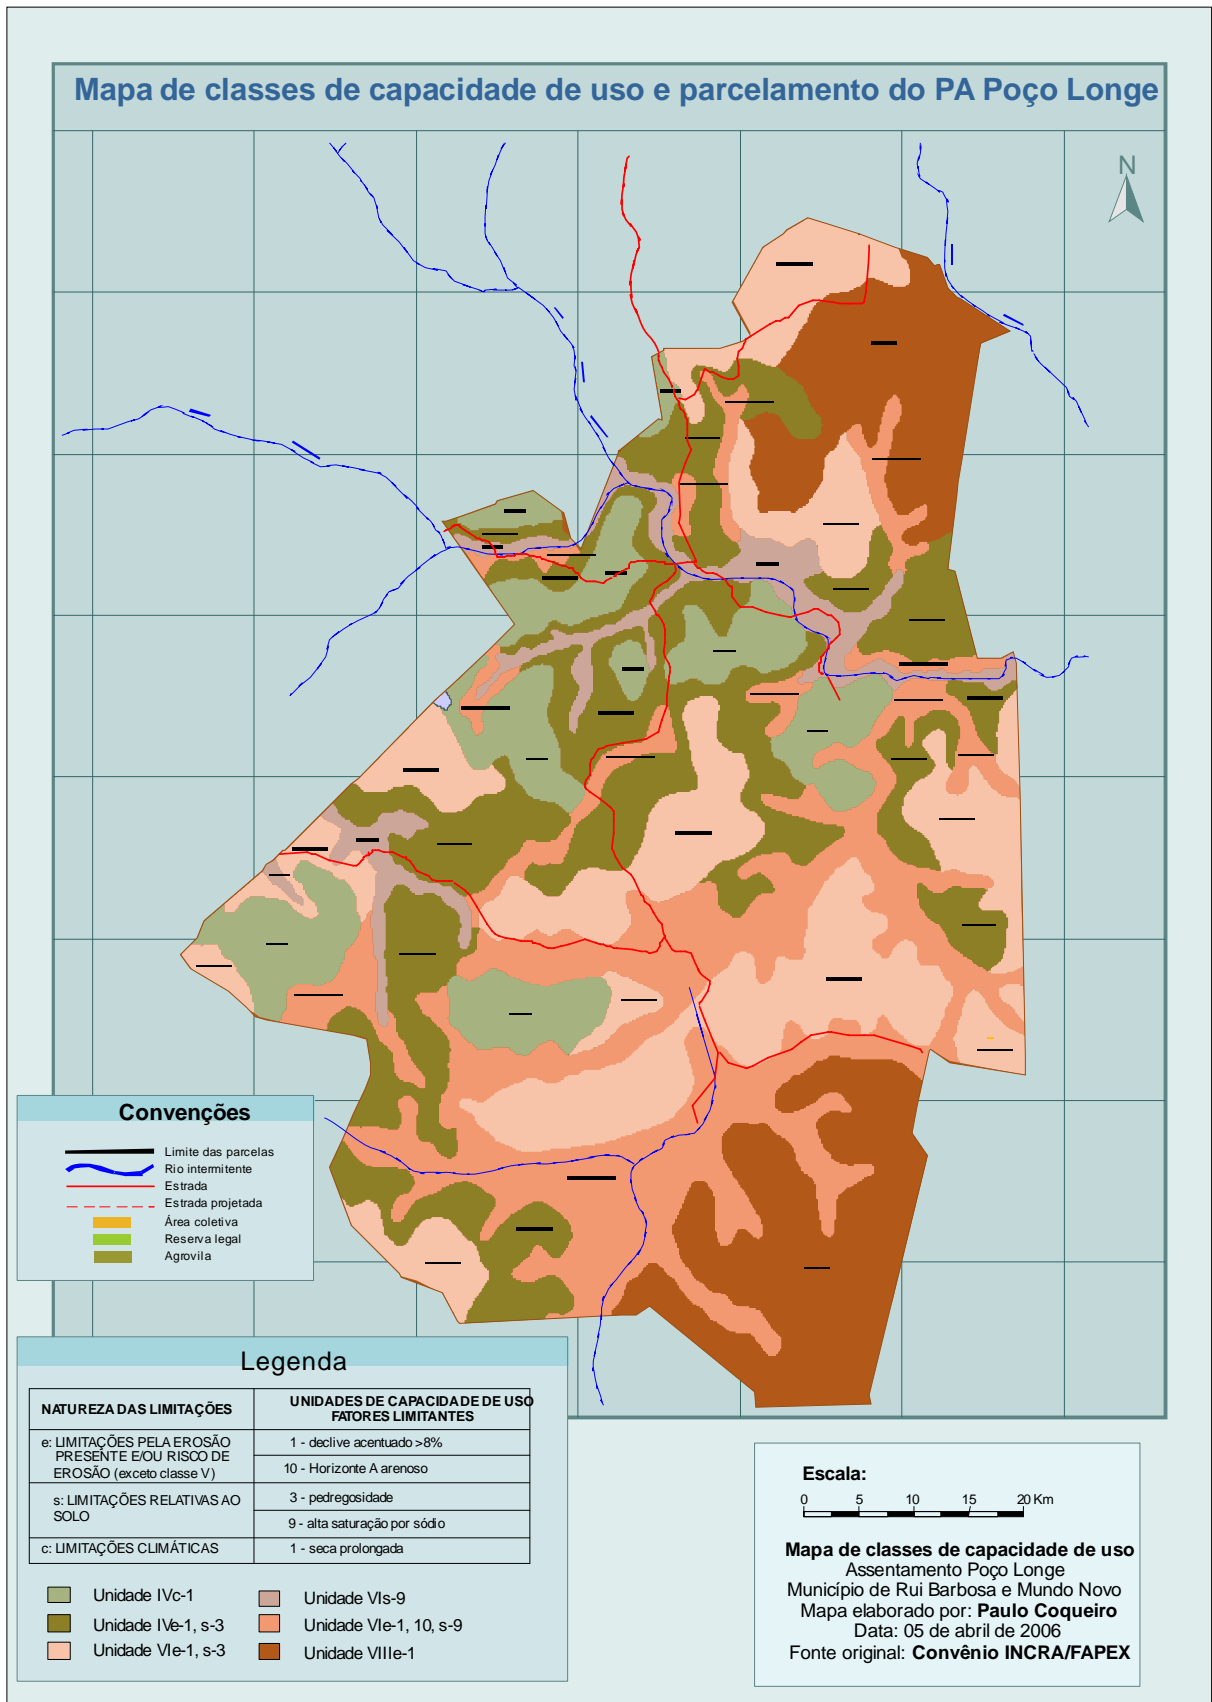 Mapa de classes de capacidade de uso e parcelamento do PA Poço Longe
N
Convenções
Limite das parcelas
Rio intermitente
Estrada
Estrada projetada
Área coletiva
Reserva legal
Agrovila
Legenda
NATUREZA DAS LIMITAÇÕES
UNIDADES DE CAPACIDADE DE USO
FATORES LIMITANTES
e: LIMITAÇÕES PELA EROSÃO
PRESENTE E/OU RISCO DE
EROSÃO (exceto classe V)
1 - declive acentuado >8%
10 - Horizonte A arenoso
s: LIMITAÇÕES RELATIVAS AO
SOLO
3 - pedregosidade
9 - alta saturação por sódio
c: LIMITAÇÕES CLIMÁTICAS
1 - seca prolongada
Unidade IVc-1
Unidade IVe-1, s-3
Unidade VIe-1, s-3
Unidade VIs-9
Unidade VIe-1, 10, s-9
Unidade VIIIe-1
Escala:
0 5 10 15 20 Km
Mapa de classes de capacidade de uso
Assentamento Poço Longe
Município de Rui Barbosa e Mundo Novo
Mapa elaborado por: Paulo Coqueiro
Data: 05 de abril de 2006
Fonte original: Convênio INCRA/FAPEX